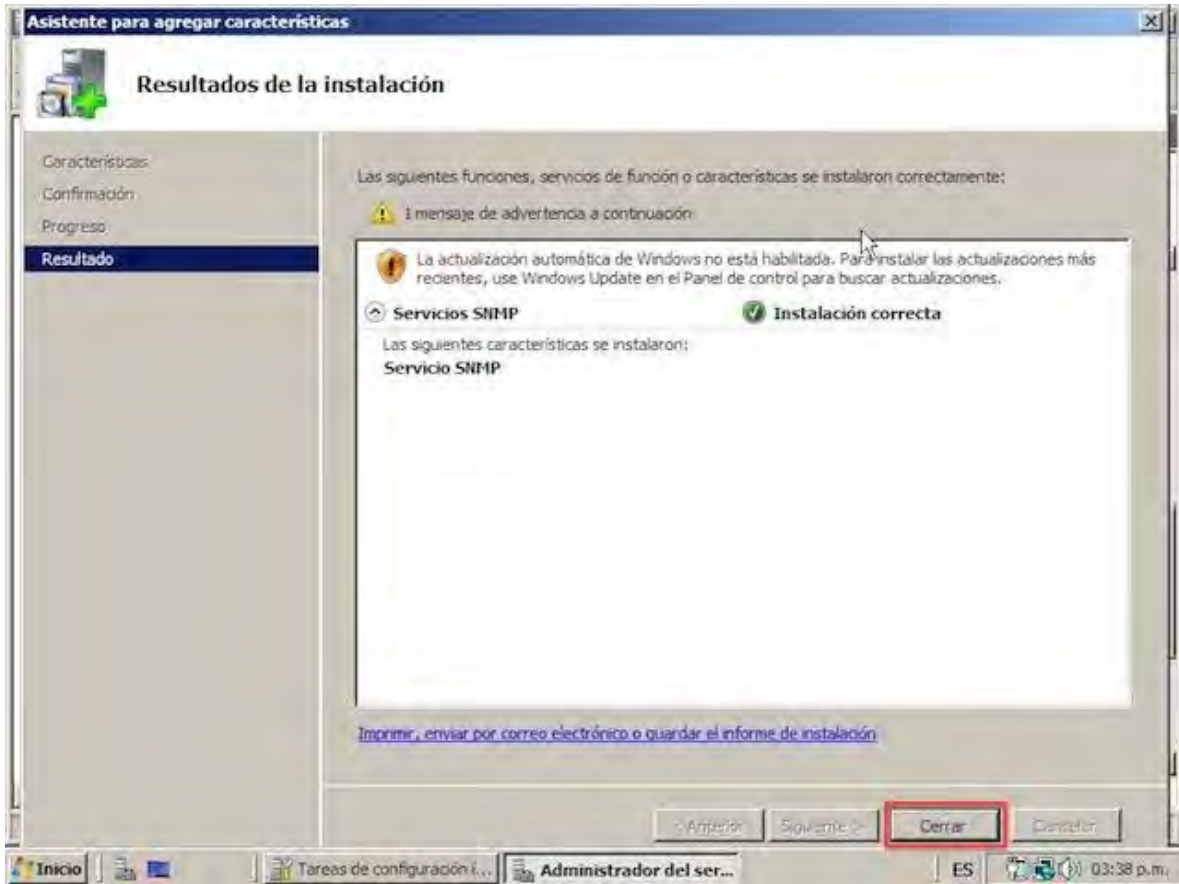 Asistente para agregar características
Resultados de la instalación
Características
Confirmación
Progreso
Resultado
Las siguientes funciones, servicios de función o características se instalaron correctamente:
1 mensaje de advertencia a continuación
La actualización automática de Windows no está habilitada. Para instalar las actualizaciones más
recientes, use Windows Update en el Panel de control para buscar actualizaciones.
Servicios SNMP Instalación correcta
Las siguientes características se instalaron:
Servicio SNMP
Imprimir, enviar por correo electrónico o guardar el informe de instalación
< Anterior Siguiente > Cerrar Cancelar
Inicio Tareas de configuración i... Administrador del ser... ES 03:38 p.m.